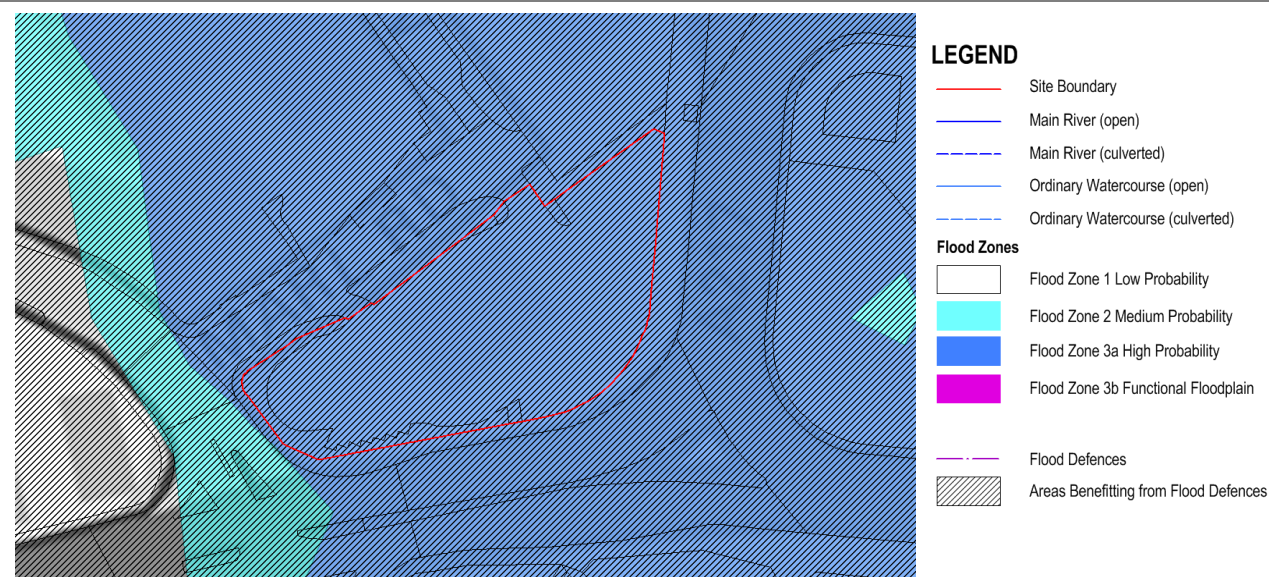 LEGEND
Site Boundary
Main River (open)
Main River (culverted)
Ordinary Watercourse (open)
Ordinary Watercourse (culverted)
Flood Zones
Flood Zone 1 Low Probability
Flood Zone 2 Medium Probability
Flood Zone 3a High Probability
Flood Zone 3b Functional Floodplain
Flood Defences
Areas Benefitting from Flood Defences